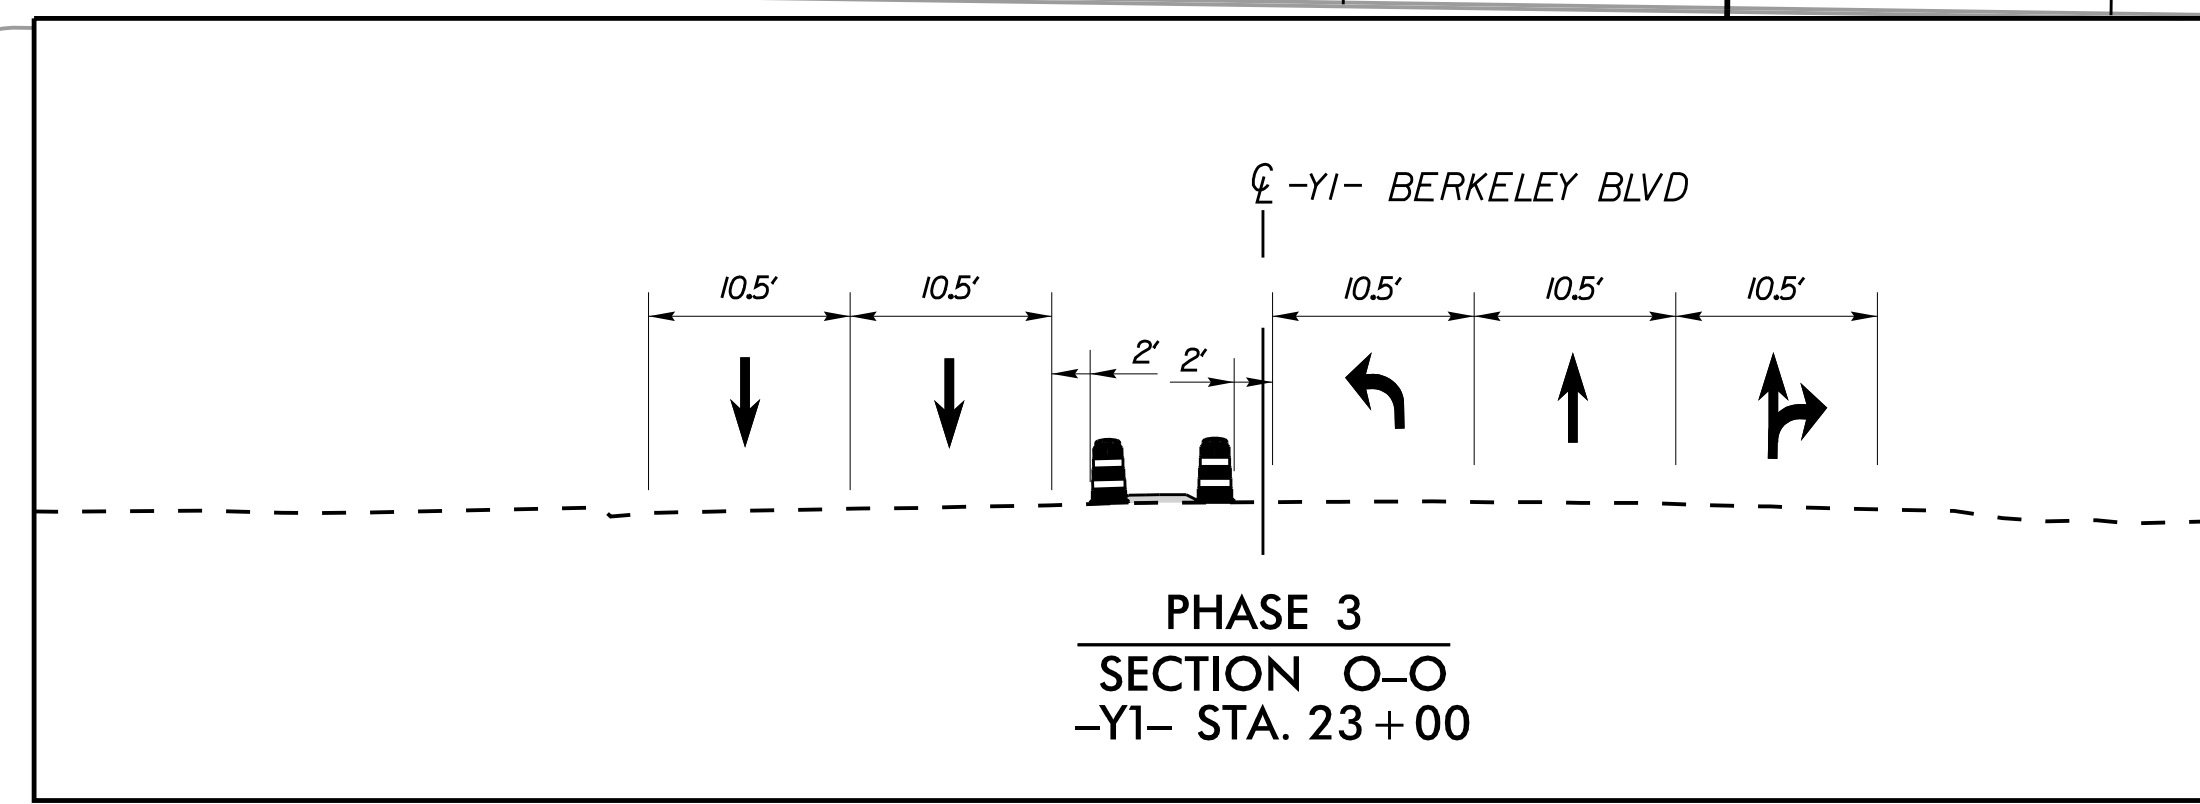 ℄ -Y1- BERKELEY BLVD
10.5' 10.5' 10.5' 10.5' 10.5'
2' 2'
PHASE 3
SECTION O-O
-Y1- STA. 23+00